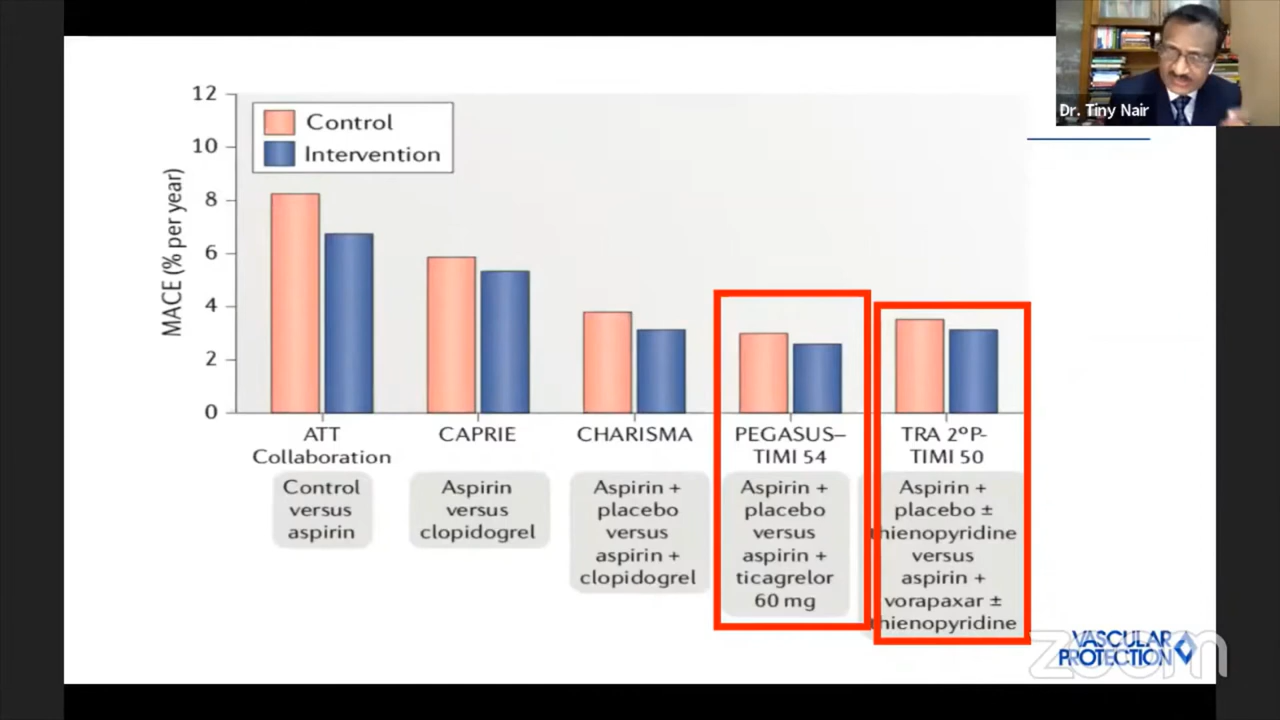 Dr. Tiny Nair
12
10
8
6
4
2
0
MACE (% per year)
Control
Intervention
ATT
Collaboration
CAPRIE
CHARISMA
PEGASUS–
TIMI 54
TRA 2°P-
TIMI 50
Control
versus
aspirin
Aspirin
versus
clopidogrel
Aspirin +
placebo
versus
aspirin +
clopidogrel
Aspirin +
placebo
versus
aspirin +
ticagrelor
60 mg
Aspirin +
placebo ±
thienopyridine
versus
aspirin +
vorapaxar ±
thienopyridine
VASCULAR
PROTECTION
zoom